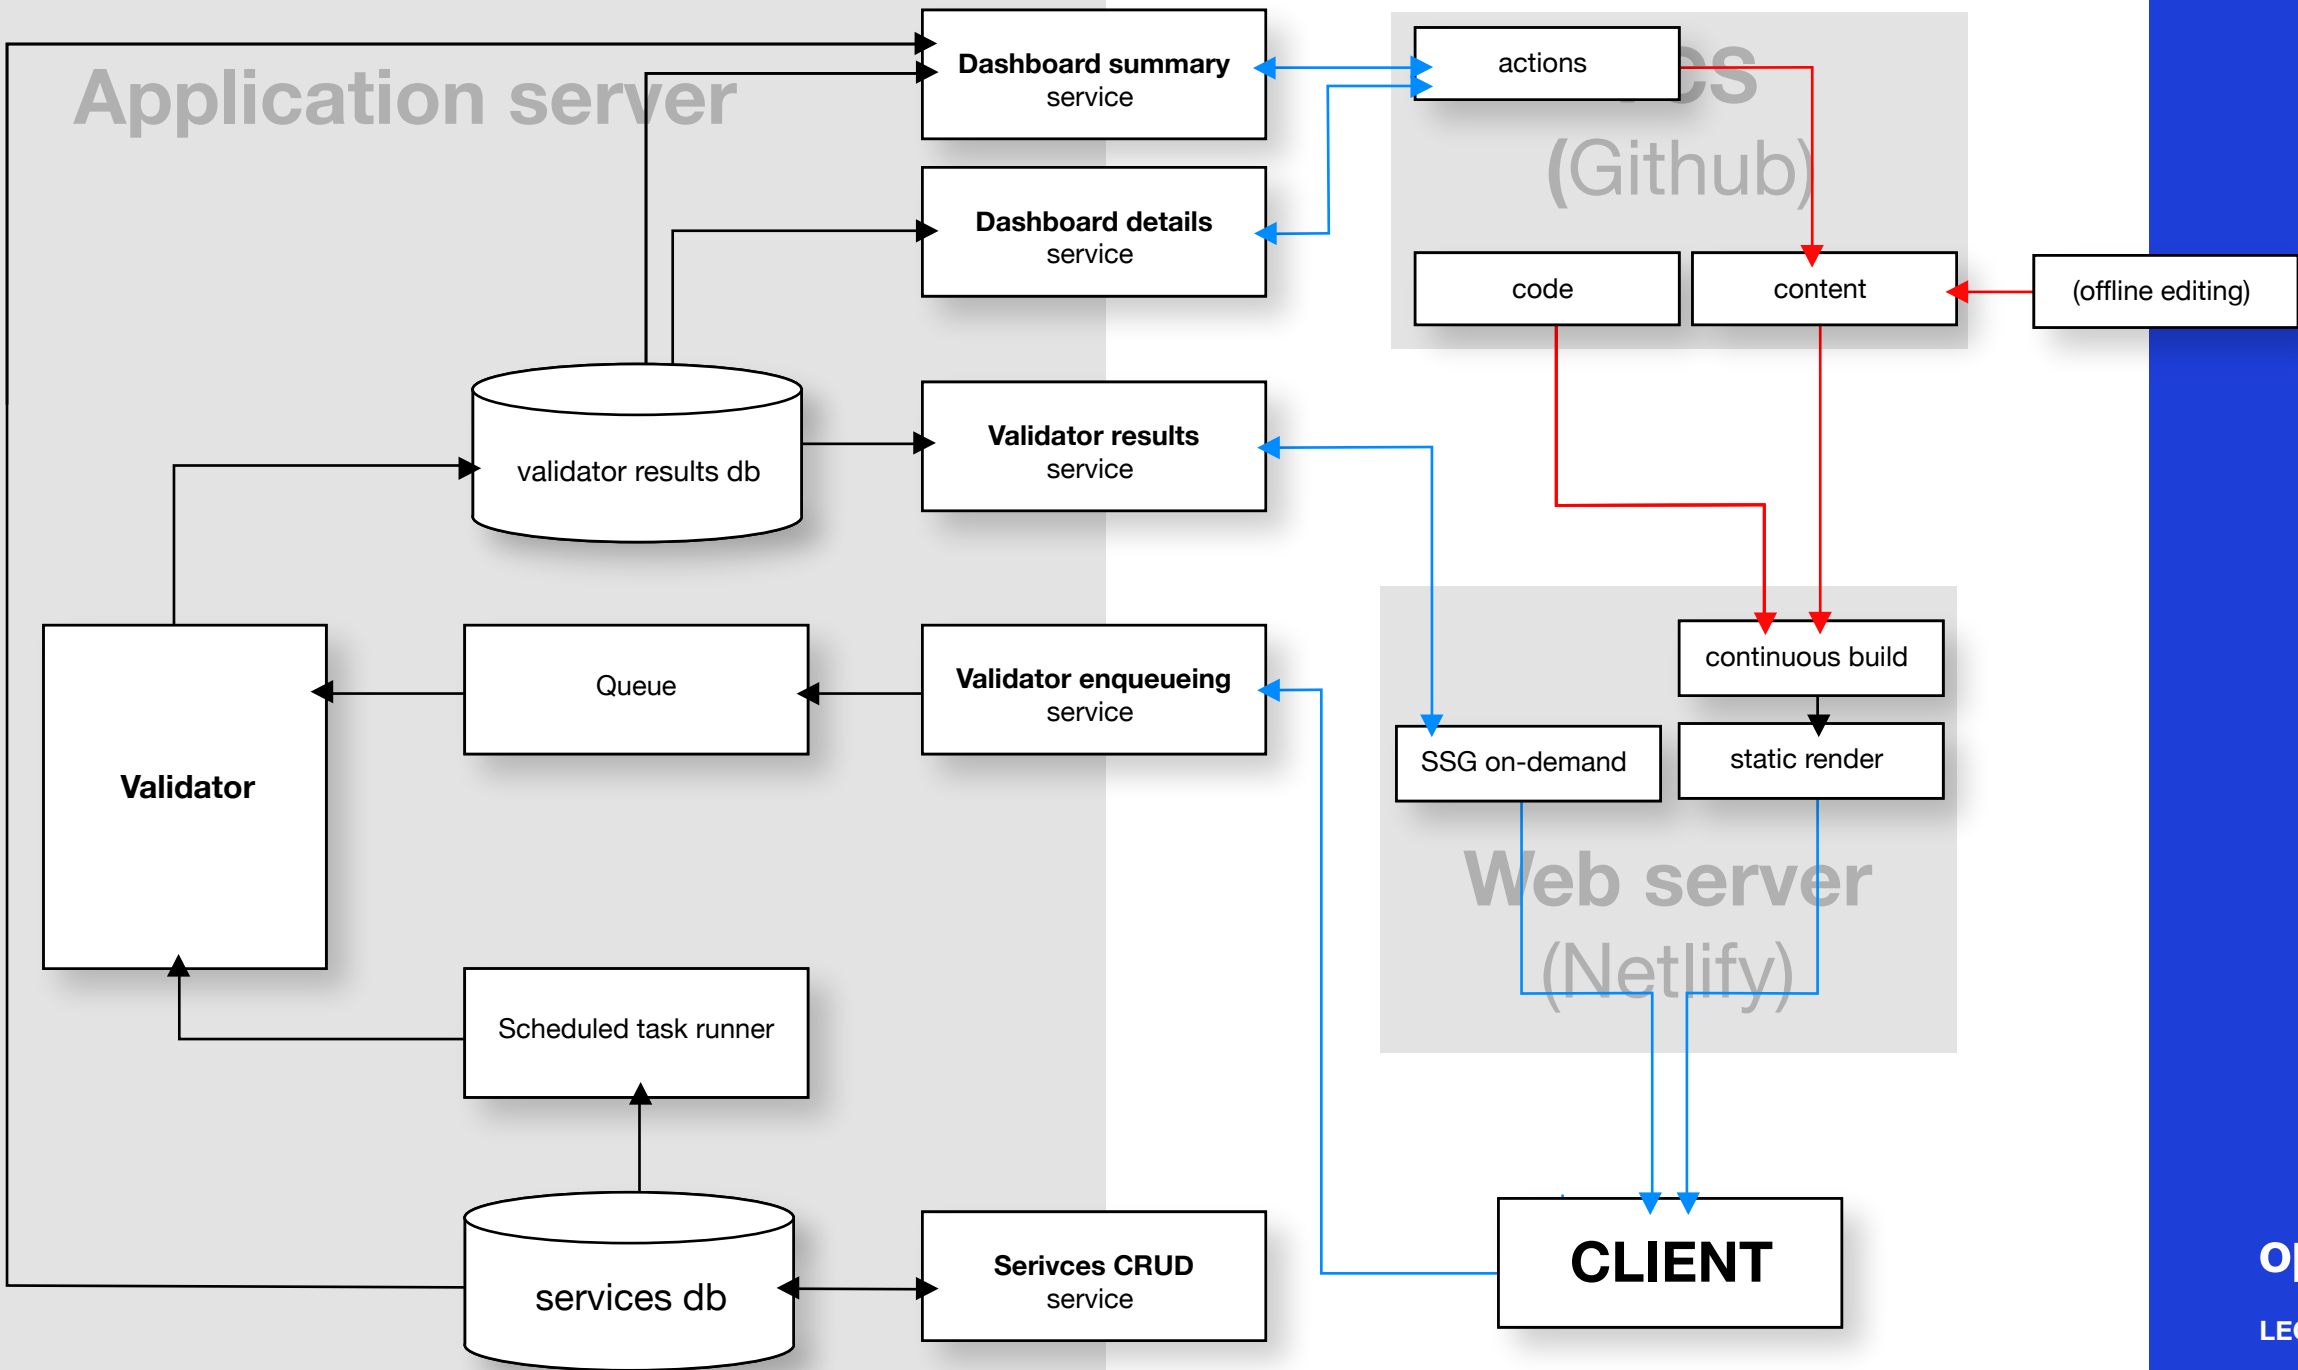 Application server
Dashboard summary
service
Dashboard details
service
actions
(Github)
code
content
(offline editing)
validator results db
Validator results
service
Validator
Queue
Validator enqueueing
service
continuous build
SSG on-demand
static render
Web server
(Netlify)
Scheduled task runner
services db
Serivces CRUD
service
CLIENT